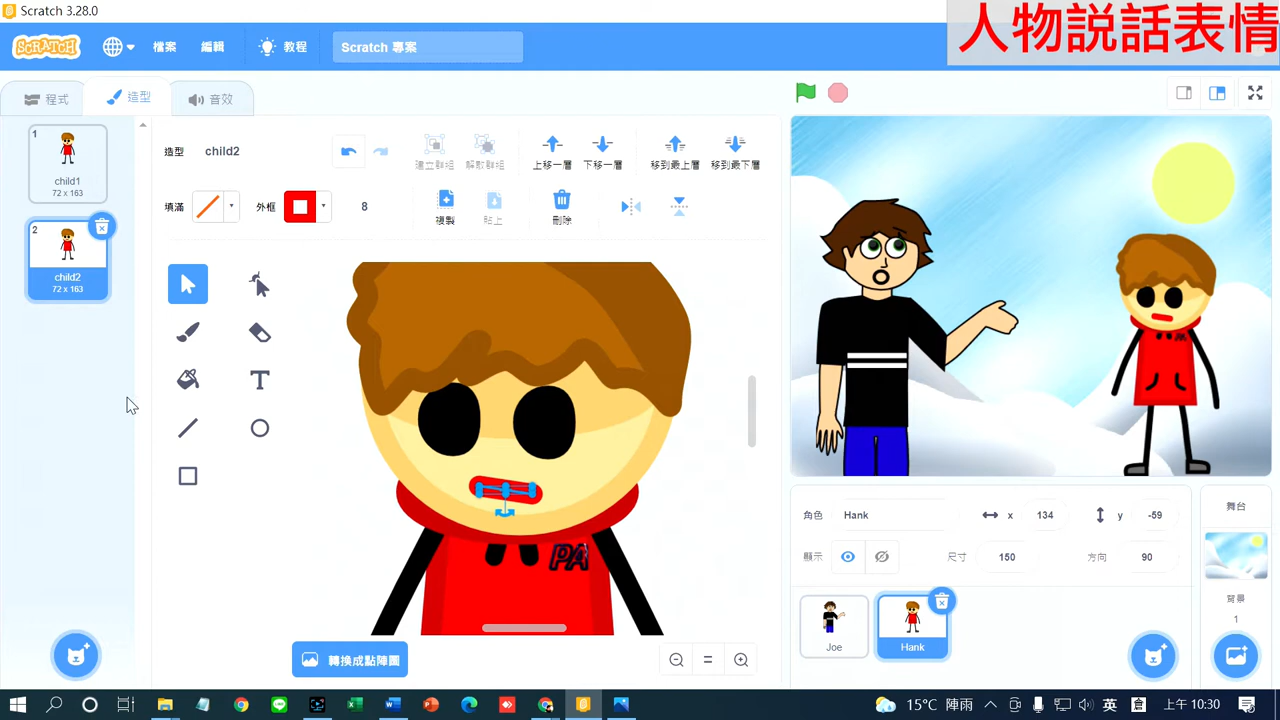 Scratch 3.28.0
人物說話表情
SCRATCH
檔案
編輯
教程
Scratch 專案
程式
造型
音效
1
child1
72 x 163
2
child2
72 x 163
造型
child2
建立群組
解散群組
上移一層
下移一層
移到最上層
移到最下層
填滿
外框
8
複製
貼上
刪除
T
PA
轉換成點陣圖
角色
Hank
x
134
y
-59
顯示
尺寸
150
方向
90
Joe
Hank
舞台
背景
1
15°C 陣雨
英
上午 10:30